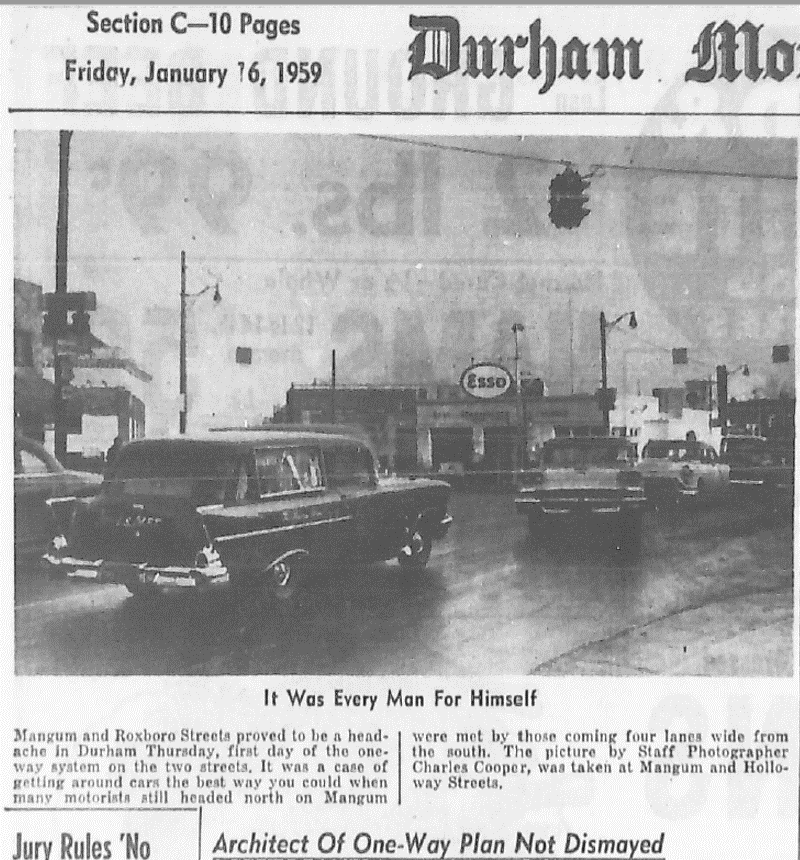 Section C—10 Pages
Friday, January 16, 1959
Durham Mo
Esso
It Was Every Man For Himself
Mangum and Roxboro Streets proved to be a head-
ache in Durham Thursday, first day of the one-
way system on the two streets. It was a case of
getting around cars the best way you could when
many motorists still headed north on Mangum
were met by those coming four lanes wide from
the south. The picture by Staff Photographer
Charles Cooper, was taken at Mangum and Hollo-
way Streets.
Jury Rules 'No
Architect Of One-Way Plan Not Dismayed